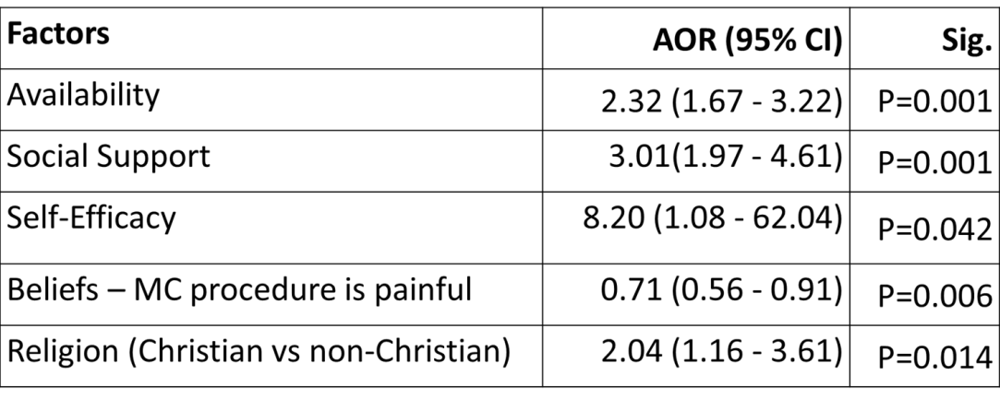 Factors AOR (95% CI) Sig.
Availability 2.32 (1.67 - 3.22) P=0.001
Social Support 3.01(1.97 - 4.61) P=0.001
Self-Efficacy 8.20 (1.08 - 62.04) P=0.042
Beliefs – MC procedure is painful 0.71 (0.56 - 0.91) P=0.006
Religion (Christian vs non-Christian) 2.04 (1.16 - 3.61) P=0.014